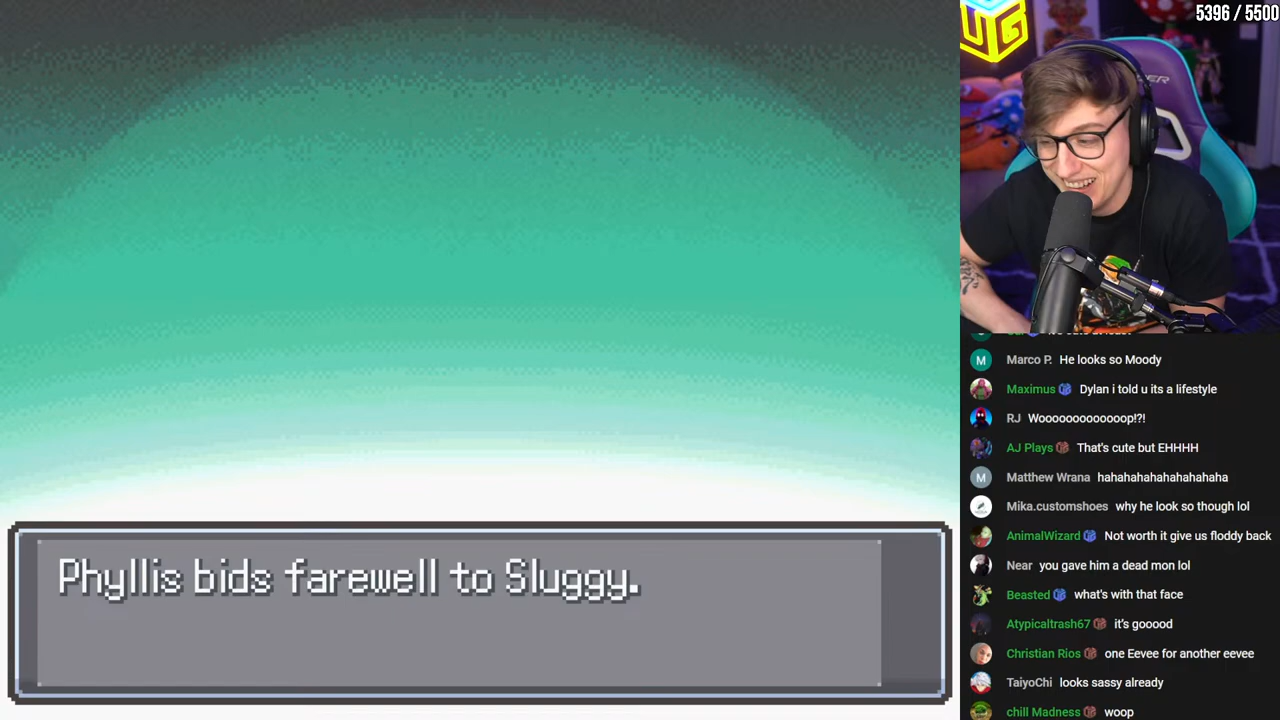 5396 / 5500
UG
Phyllis bids farewell to Sluggy.
M Marco P. He looks so Moody
Maximus Dylan i told u its a lifestyle
RJ Wooooooooooooop!?!
AJ Plays That's cute but EHHHH
M Matthew Wrana hahahahahahahahaha
Mika.customshoes why he look so though lol
AnimalWizard Not worth it give us floddy back
Near you gave him a dead mon lol
Beasted what's with that face
Atypicaltrash67 it's gooood
Christian Rios one Eevee for another eevee
TaiyoChi looks sassy already
chill Madness woop